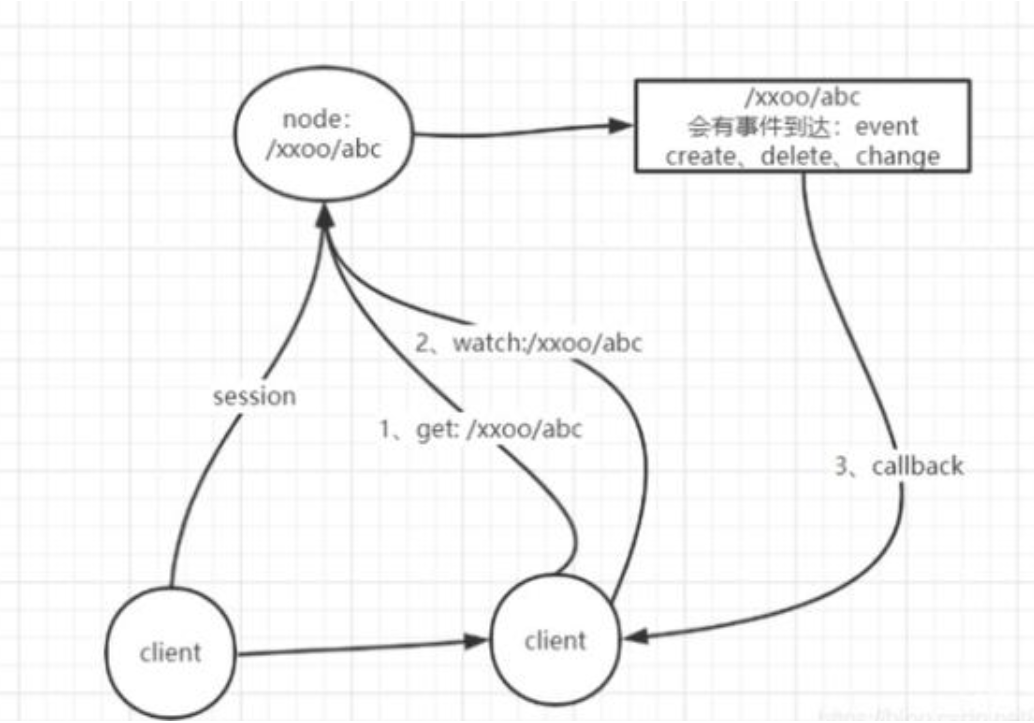 node:
/xxoo/abc
/xxoo/abc
会有事件到达：event
create、delete、change
2、watch:/xxoo/abc
session
1、get: /xxoo/abc
3、callback
client
client